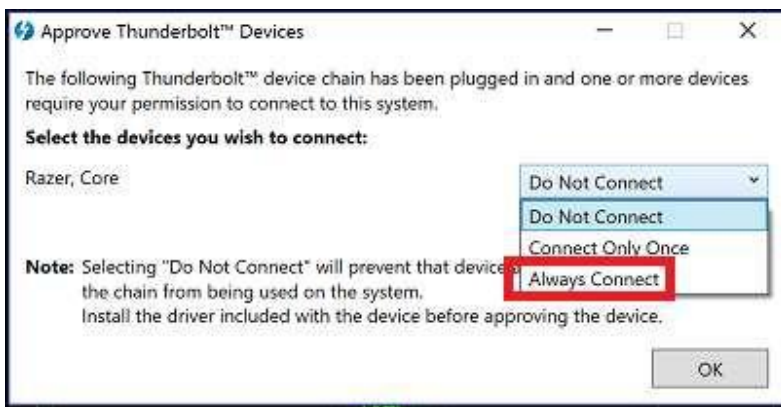 Approve Thunderbolt™ Devices
The following Thunderbolt™ device chain has been plugged in and one or more devices
require your permission to connect to this system.
Select the devices you wish to connect:
Razer, Core
Do Not Connect
Do Not Connect
Connect Only Once
Always Connect
Note: Selecting "Do Not Connect" will prevent that device
the chain from being used on the system.
Install the driver included with the device before approving the device.
OK